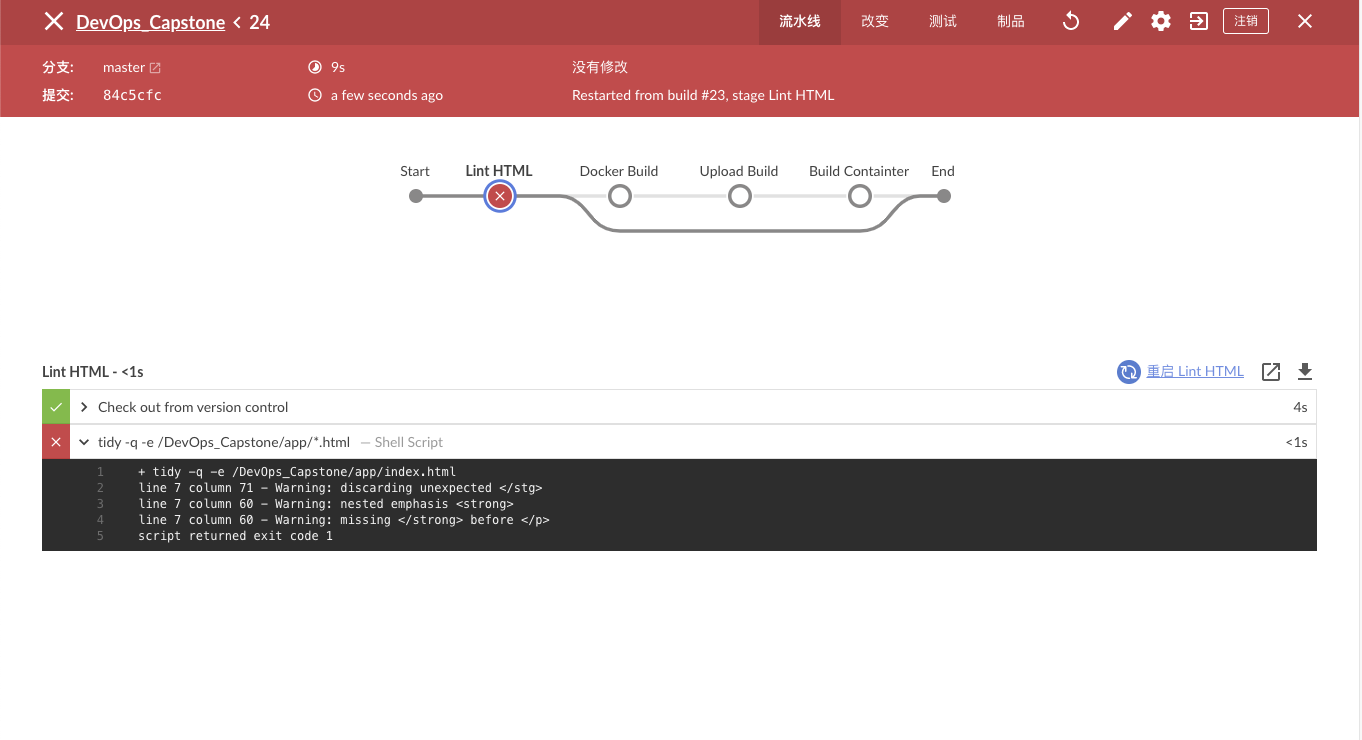 DevOps_Capstone < 24 流水线 改变 测试 制品 注销
分支: master 9s 没有修改
提交: 84c5cfc a few seconds ago Restarted from build #23, stage Lint HTML
Start Lint HTML Docker Build Upload Build Build Containter End
Lint HTML - <1s 重启 Lint HTML
Check out from version control 4s
tidy -q -e /DevOps_Capstone/app/*.html — Shell Script <1s
1 + tidy -q -e /DevOps_Capstone/app/index.html
2 line 7 column 71 - Warning: discarding unexpected </stg>
3 line 7 column 60 - Warning: nested emphasis <strong>
4 line 7 column 60 - Warning: missing </strong> before </p>
5 script returned exit code 1